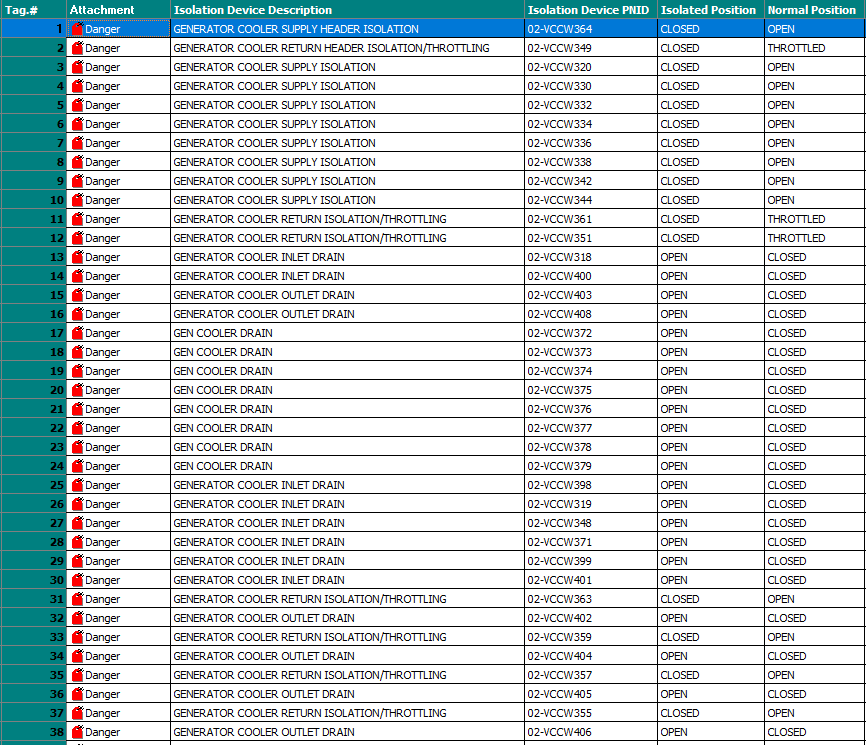 Tag.# Attachment Isolation Device Description Isolation Device PNID Isolated Position Normal Position
1 Danger GENERATOR COOLER SUPPLY HEADER ISOLATION 02-VCCW364 CLOSED OPEN
2 Danger GENERATOR COOLER RETURN HEADER ISOLATION/THROTTLING 02-VCCW349 CLOSED THROTTLED
3 Danger GENERATOR COOLER SUPPLY ISOLATION 02-VCCW320 CLOSED OPEN
4 Danger GENERATOR COOLER SUPPLY ISOLATION 02-VCCW330 CLOSED OPEN
5 Danger GENERATOR COOLER SUPPLY ISOLATION 02-VCCW332 CLOSED OPEN
6 Danger GENERATOR COOLER SUPPLY ISOLATION 02-VCCW334 CLOSED OPEN
7 Danger GENERATOR COOLER SUPPLY ISOLATION 02-VCCW336 CLOSED OPEN
8 Danger GENERATOR COOLER SUPPLY ISOLATION 02-VCCW338 CLOSED OPEN
9 Danger GENERATOR COOLER SUPPLY ISOLATION 02-VCCW342 CLOSED OPEN
10 Danger GENERATOR COOLER SUPPLY ISOLATION 02-VCCW344 CLOSED OPEN
11 Danger GENERATOR COOLER RETURN ISOLATION/THROTTLING 02-VCCW361 CLOSED THROTTLED
12 Danger GENERATOR COOLER RETURN ISOLATION/THROTTLING 02-VCCW351 CLOSED THROTTLED
13 Danger GENERATOR COOLER INLET DRAIN 02-VCCW318 OPEN CLOSED
14 Danger GENERATOR COOLER INLET DRAIN 02-VCCW400 OPEN CLOSED
15 Danger GENERATOR COOLER OUTLET DRAIN 02-VCCW403 OPEN CLOSED
16 Danger GENERATOR COOLER OUTLET DRAIN 02-VCCW408 OPEN CLOSED
17 Danger GEN COOLER DRAIN 02-VCCW372 OPEN CLOSED
18 Danger GEN COOLER DRAIN 02-VCCW373 OPEN CLOSED
19 Danger GEN COOLER DRAIN 02-VCCW374 OPEN CLOSED
20 Danger GEN COOLER DRAIN 02-VCCW375 OPEN CLOSED
21 Danger GEN COOLER DRAIN 02-VCCW376 OPEN CLOSED
22 Danger GEN COOLER DRAIN 02-VCCW377 OPEN CLOSED
23 Danger GEN COOLER DRAIN 02-VCCW378 OPEN CLOSED
24 Danger GEN COOLER DRAIN 02-VCCW379 OPEN CLOSED
25 Danger GENERATOR COOLER INLET DRAIN 02-VCCW398 OPEN CLOSED
26 Danger GENERATOR COOLER INLET DRAIN 02-VCCW319 OPEN CLOSED
27 Danger GENERATOR COOLER INLET DRAIN 02-VCCW348 OPEN CLOSED
28 Danger GENERATOR COOLER INLET DRAIN 02-VCCW371 OPEN CLOSED
29 Danger GENERATOR COOLER INLET DRAIN 02-VCCW399 OPEN CLOSED
30 Danger GENERATOR COOLER INLET DRAIN 02-VCCW401 OPEN CLOSED
31 Danger GENERATOR COOLER RETURN ISOLATION/THROTTLING 02-VCCW363 CLOSED OPEN
32 Danger GENERATOR COOLER OUTLET DRAIN 02-VCCW402 OPEN CLOSED
33 Danger GENERATOR COOLER RETURN ISOLATION/THROTTLING 02-VCCW359 CLOSED OPEN
34 Danger GENERATOR COOLER OUTLET DRAIN 02-VCCW404 OPEN CLOSED
35 Danger GENERATOR COOLER RETURN ISOLATION/THROTTLING 02-VCCW357 CLOSED OPEN
36 Danger GENERATOR COOLER OUTLET DRAIN 02-VCCW405 OPEN CLOSED
37 Danger GENERATOR COOLER RETURN ISOLATION/THROTTLING 02-VCCW355 CLOSED OPEN
38 Danger GENERATOR COOLER OUTLET DRAIN 02-VCCW406 OPEN CLOSED